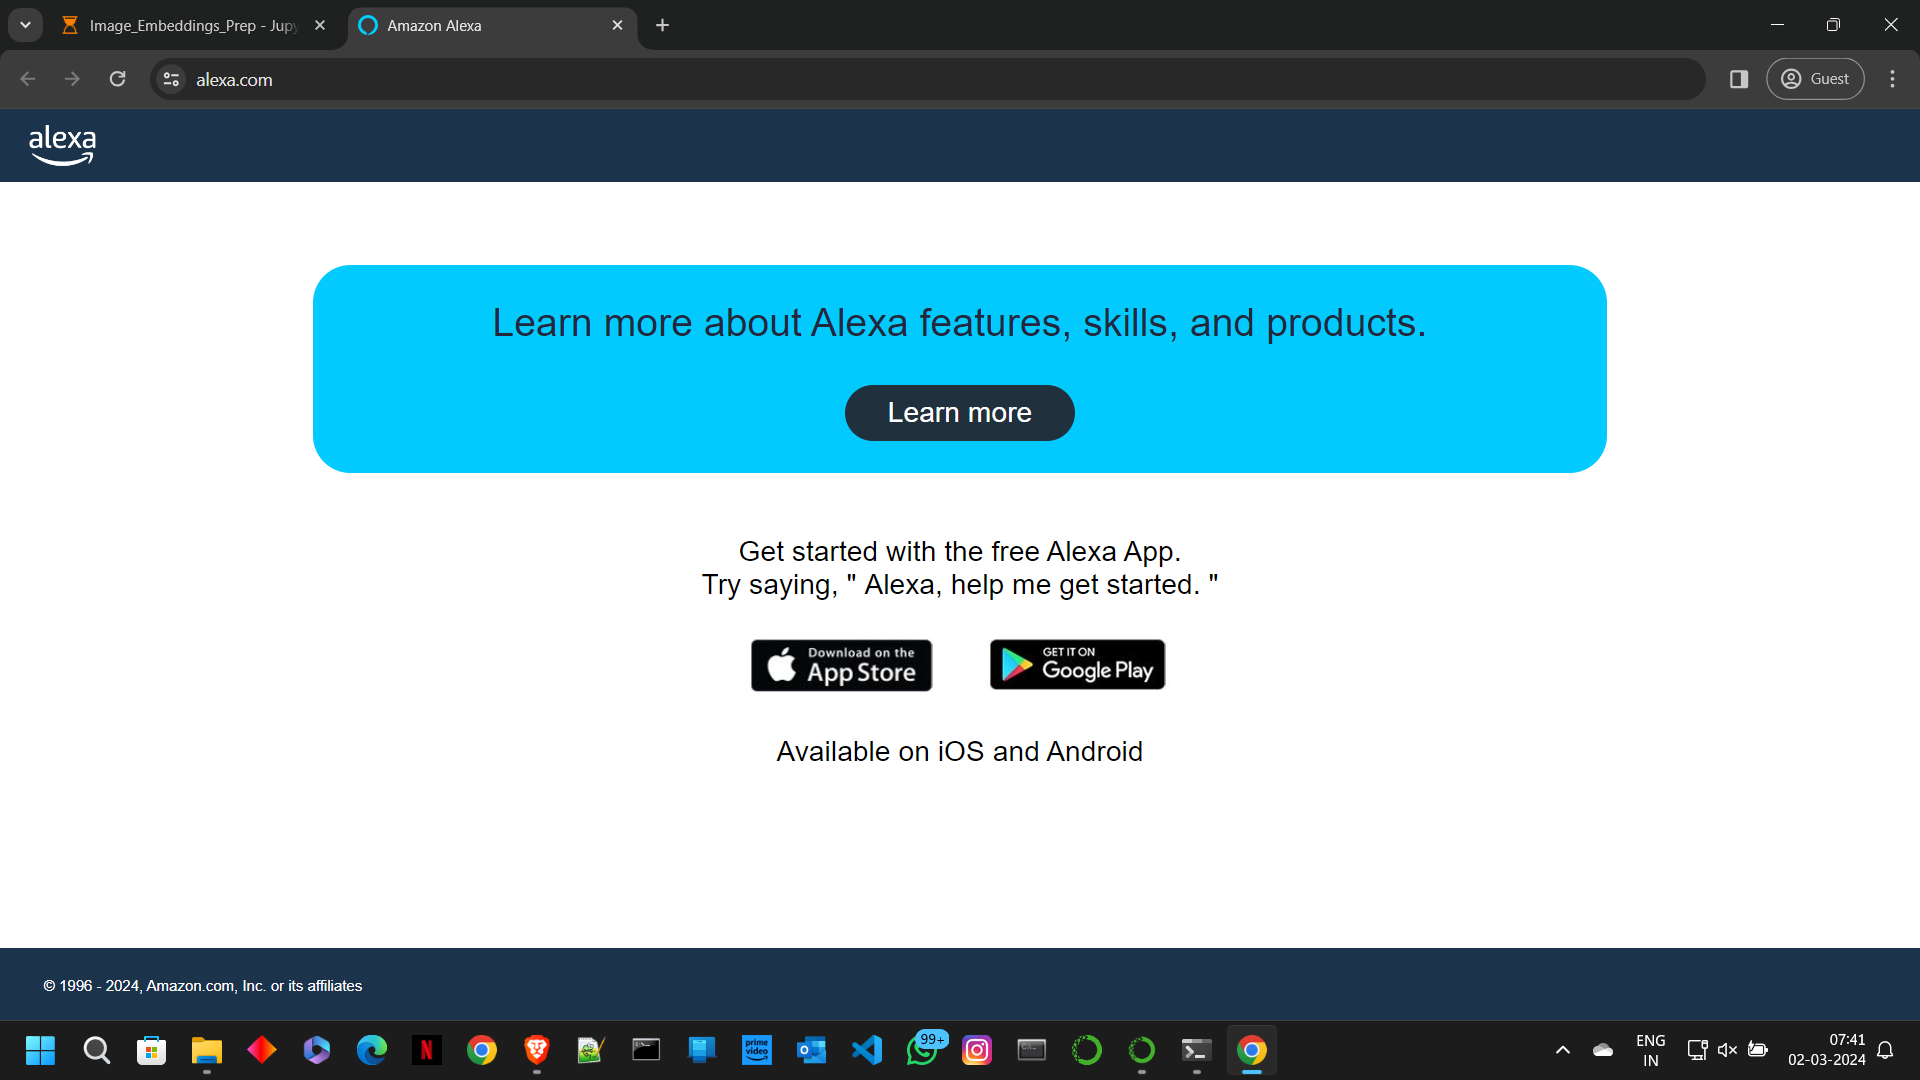 Image_Embeddings_Prep - Jupy
Amazon Alexa
alexa.com
Guest
alexa
Learn more about Alexa features, skills, and products.
Learn more
Get started with the free Alexa App.
Try saying, " Alexa, help me get started. "
Download on the
App Store
GET IT ON
Google Play
Available on iOS and Android
© 1996 - 2024, Amazon.com, Inc. or its affiliates
N
prime
video
99+
ENG
IN
07:41
02-03-2024